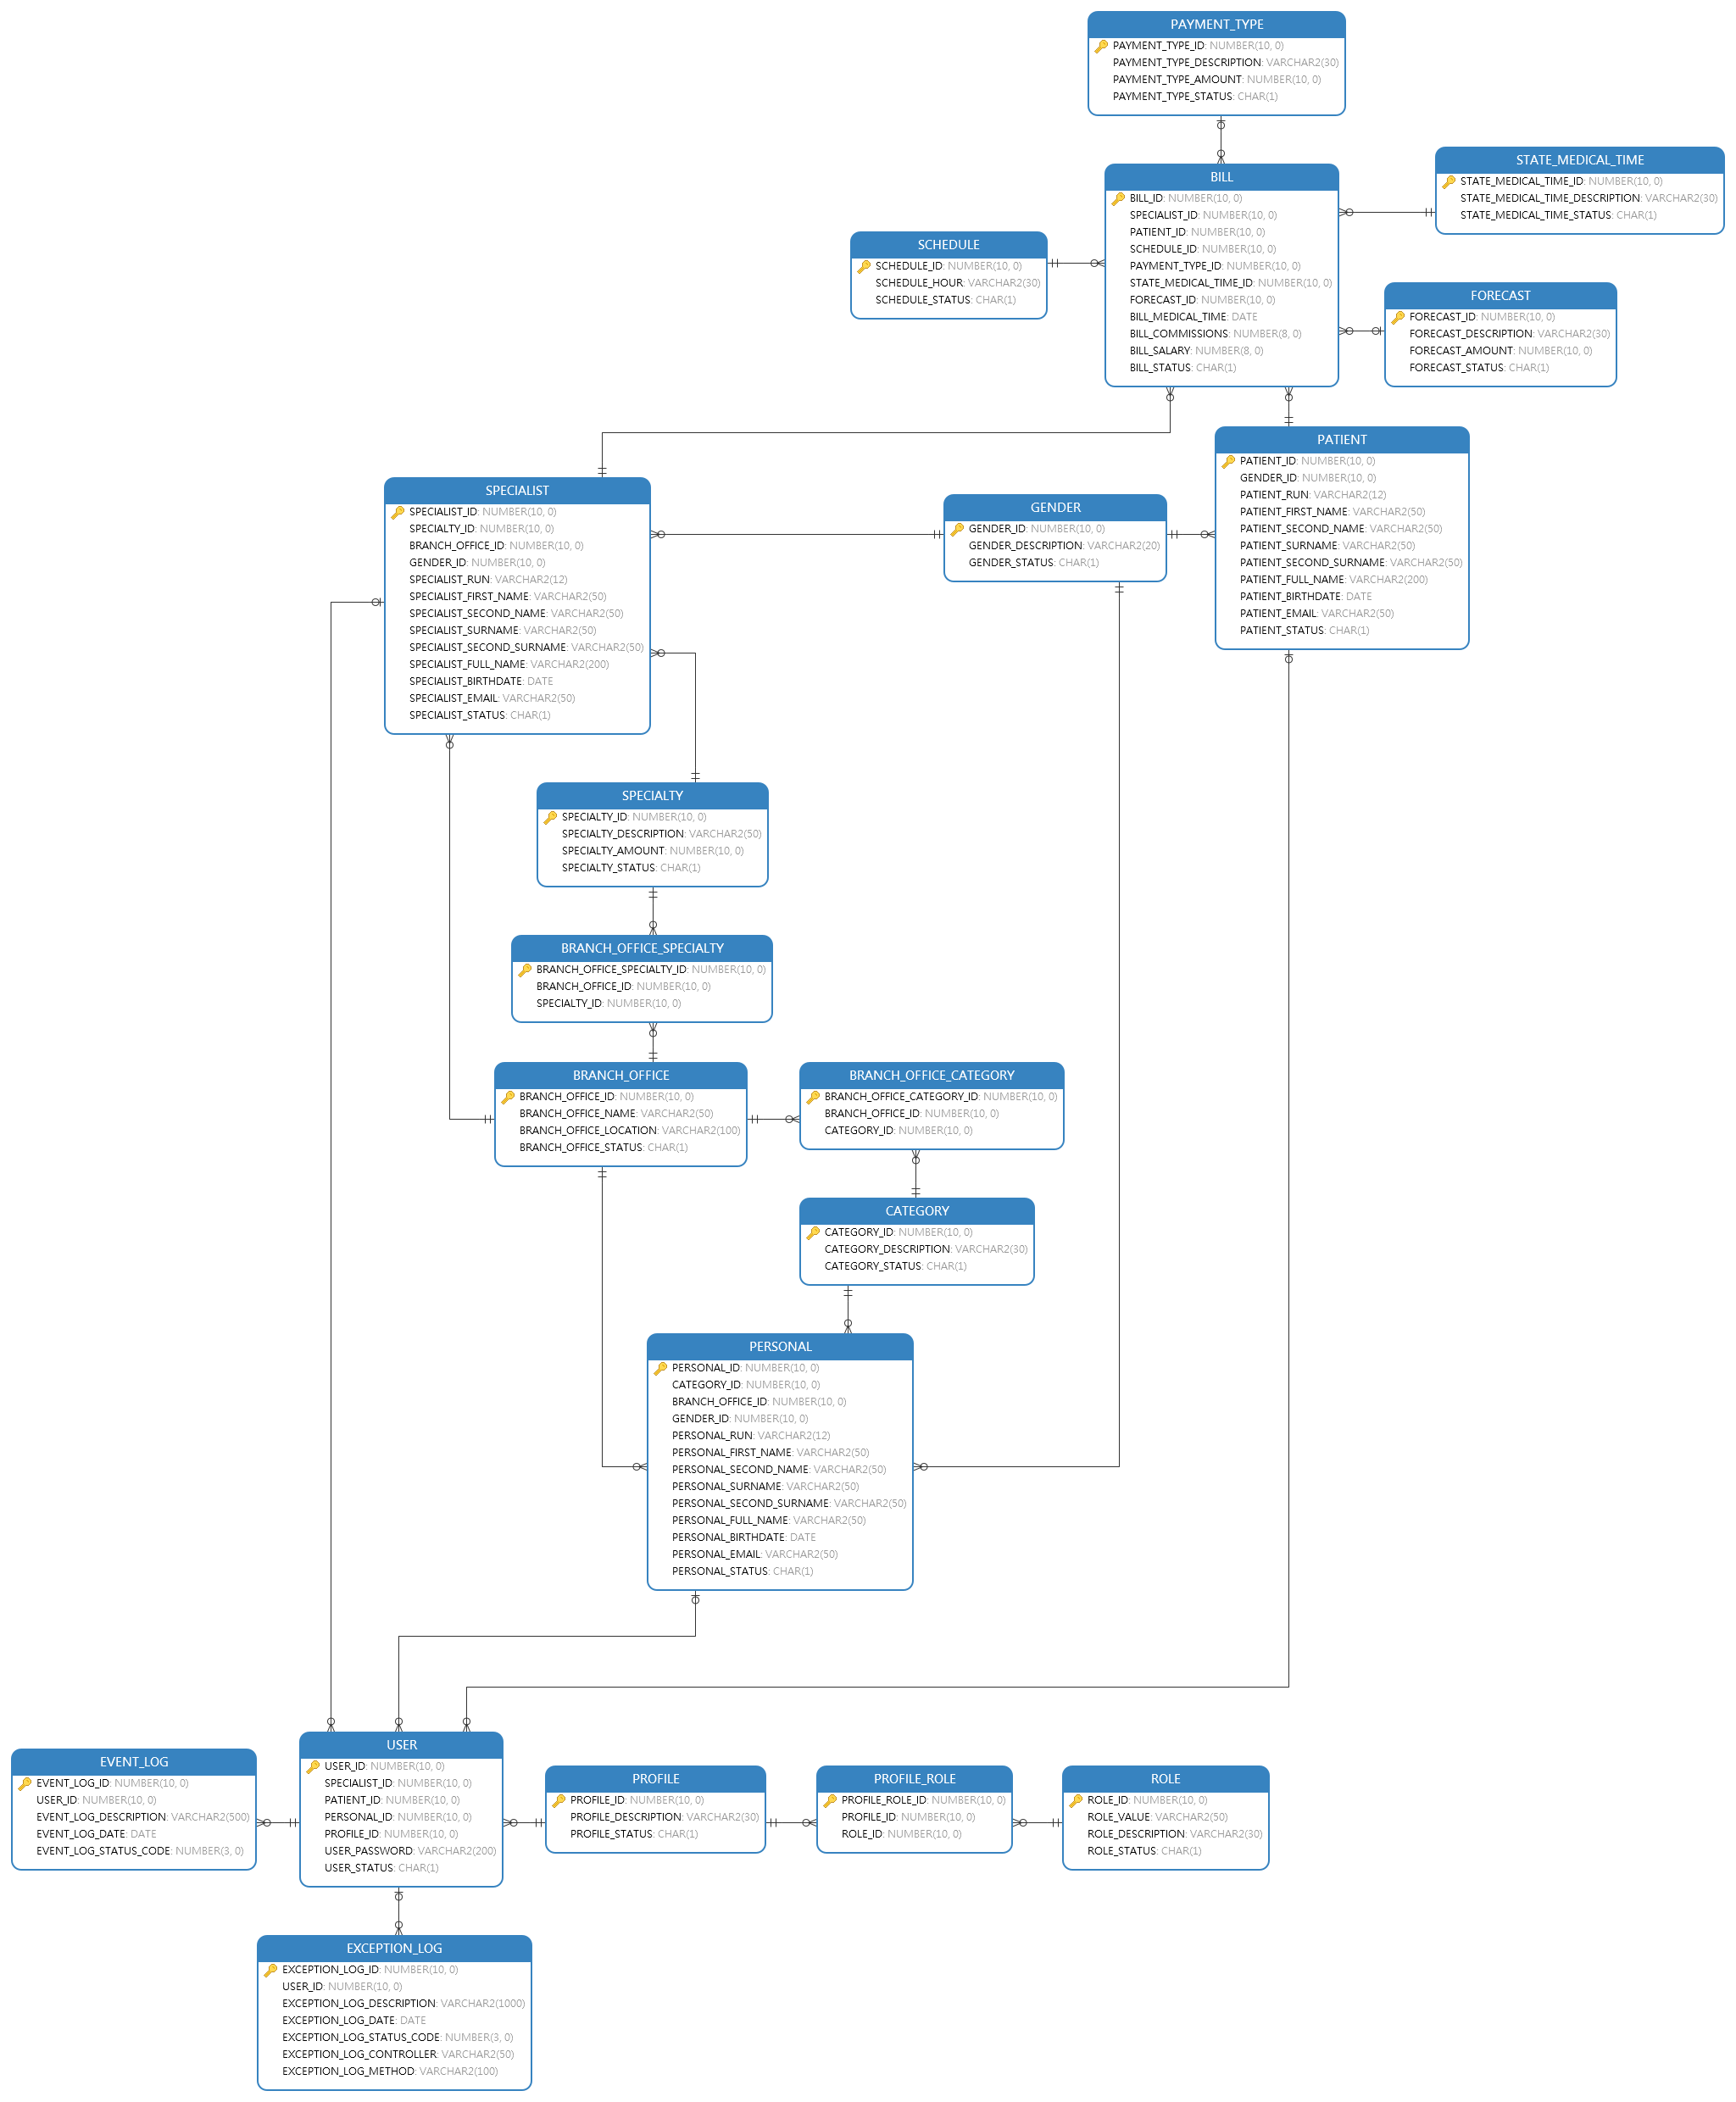 PAYMENT_TYPE
PAYMENT_TYPE_ID: NUMBER(10, 0)
PAYMENT_TYPE_DESCRIPTION: VARCHAR2(30)
PAYMENT_TYPE_AMOUNT: NUMBER(10, 0)
PAYMENT_TYPE_STATUS: CHAR(1)
STATE_MEDICAL_TIME
STATE_MEDICAL_TIME_ID: NUMBER(10, 0)
STATE_MEDICAL_TIME_DESCRIPTION: VARCHAR2(30)
STATE_MEDICAL_TIME_STATUS: CHAR(1)
BILL
BILL_ID: NUMBER(10, 0)
SPECIALIST_ID: NUMBER(10, 0)
PATIENT_ID: NUMBER(10, 0)
SCHEDULE_ID: NUMBER(10, 0)
PAYMENT_TYPE_ID: NUMBER(10, 0)
STATE_MEDICAL_TIME_ID: NUMBER(10, 0)
FORECAST_ID: NUMBER(10, 0)
BILL_MEDICAL_TIME: DATE
BILL_COMMISSIONS: NUMBER(8, 0)
BILL_SALARY: NUMBER(8, 0)
BILL_STATUS: CHAR(1)
SCHEDULE
SCHEDULE_ID: NUMBER(10, 0)
SCHEDULE_HOUR: VARCHAR2(30)
SCHEDULE_STATUS: CHAR(1)
FORECAST
FORECAST_ID: NUMBER(10, 0)
FORECAST_DESCRIPTION: VARCHAR2(30)
FORECAST_AMOUNT: NUMBER(10, 0)
FORECAST_STATUS: CHAR(1)
PATIENT
PATIENT_ID: NUMBER(10, 0)
GENDER_ID: NUMBER(10, 0)
PATIENT_RUN: VARCHAR2(12)
PATIENT_FIRST_NAME: VARCHAR2(50)
PATIENT_SECOND_NAME: VARCHAR2(50)
PATIENT_SURNAME: VARCHAR2(50)
PATIENT_SECOND_SURNAME: VARCHAR2(50)
PATIENT_FULL_NAME: VARCHAR2(200)
PATIENT_BIRTHDATE: DATE
PATIENT_EMAIL: VARCHAR2(50)
PATIENT_STATUS: CHAR(1)
SPECIALIST
SPECIALIST_ID: NUMBER(10, 0)
SPECIALTY_ID: NUMBER(10, 0)
BRANCH_OFFICE_ID: NUMBER(10, 0)
GENDER_ID: NUMBER(10, 0)
SPECIALIST_RUN: VARCHAR2(12)
SPECIALIST_FIRST_NAME: VARCHAR2(50)
SPECIALIST_SECOND_NAME: VARCHAR2(50)
SPECIALIST_SURNAME: VARCHAR2(50)
SPECIALIST_SECOND_SURNAME: VARCHAR2(50)
SPECIALIST_FULL_NAME: VARCHAR2(200)
SPECIALIST_BIRTHDATE: DATE
SPECIALIST_EMAIL: VARCHAR2(50)
SPECIALIST_STATUS: CHAR(1)
GENDER
GENDER_ID: NUMBER(10, 0)
GENDER_DESCRIPTION: VARCHAR2(20)
GENDER_STATUS: CHAR(1)
SPECIALTY
SPECIALTY_ID: NUMBER(10, 0)
SPECIALTY_DESCRIPTION: VARCHAR2(50)
SPECIALTY_AMOUNT: NUMBER(10, 0)
SPECIALTY_STATUS: CHAR(1)
BRANCH_OFFICE_SPECIALTY
BRANCH_OFFICE_SPECIALTY_ID: NUMBER(10, 0)
BRANCH_OFFICE_ID: NUMBER(10, 0)
SPECIALTY_ID: NUMBER(10, 0)
BRANCH_OFFICE
BRANCH_OFFICE_ID: NUMBER(10, 0)
BRANCH_OFFICE_NAME: VARCHAR2(50)
BRANCH_OFFICE_LOCATION: VARCHAR2(100)
BRANCH_OFFICE_STATUS: CHAR(1)
BRANCH_OFFICE_CATEGORY
BRANCH_OFFICE_CATEGORY_ID: NUMBER(10, 0)
BRANCH_OFFICE_ID: NUMBER(10, 0)
CATEGORY_ID: NUMBER(10, 0)
CATEGORY
CATEGORY_ID: NUMBER(10, 0)
CATEGORY_DESCRIPTION: VARCHAR2(30)
CATEGORY_STATUS: CHAR(1)
PERSONAL
PERSONAL_ID: NUMBER(10, 0)
CATEGORY_ID: NUMBER(10, 0)
BRANCH_OFFICE_ID: NUMBER(10, 0)
GENDER_ID: NUMBER(10, 0)
PERSONAL_RUN: VARCHAR2(12)
PERSONAL_FIRST_NAME: VARCHAR2(50)
PERSONAL_SECOND_NAME: VARCHAR2(50)
PERSONAL_SURNAME: VARCHAR2(50)
PERSONAL_SECOND_SURNAME: VARCHAR2(50)
PERSONAL_FULL_NAME: VARCHAR2(50)
PERSONAL_BIRTHDATE: DATE
PERSONAL_EMAIL: VARCHAR2(50)
PERSONAL_STATUS: CHAR(1)
EVENT_LOG
EVENT_LOG_ID: NUMBER(10, 0)
USER_ID: NUMBER(10, 0)
EVENT_LOG_DESCRIPTION: VARCHAR2(500)
EVENT_LOG_DATE: DATE
EVENT_LOG_STATUS_CODE: NUMBER(3, 0)
USER
USER_ID: NUMBER(10, 0)
SPECIALIST_ID: NUMBER(10, 0)
PATIENT_ID: NUMBER(10, 0)
PERSONAL_ID: NUMBER(10, 0)
PROFILE_ID: NUMBER(10, 0)
USER_PASSWORD: VARCHAR2(200)
USER_STATUS: CHAR(1)
PROFILE
PROFILE_ID: NUMBER(10, 0)
PROFILE_DESCRIPTION: VARCHAR2(30)
PROFILE_STATUS: CHAR(1)
PROFILE_ROLE
PROFILE_ROLE_ID: NUMBER(10, 0)
PROFILE_ID: NUMBER(10, 0)
ROLE_ID: NUMBER(10, 0)
ROLE
ROLE_ID: NUMBER(10, 0)
ROLE_VALUE: VARCHAR2(50)
ROLE_DESCRIPTION: VARCHAR2(30)
ROLE_STATUS: CHAR(1)
EXCEPTION_LOG
EXCEPTION_LOG_ID: NUMBER(10, 0)
USER_ID: NUMBER(10, 0)
EXCEPTION_LOG_DESCRIPTION: VARCHAR2(1000)
EXCEPTION_LOG_DATE: DATE
EXCEPTION_LOG_STATUS_CODE: NUMBER(3, 0)
EXCEPTION_LOG_CONTROLLER: VARCHAR2(50)
EXCEPTION_LOG_METHOD: VARCHAR2(100)